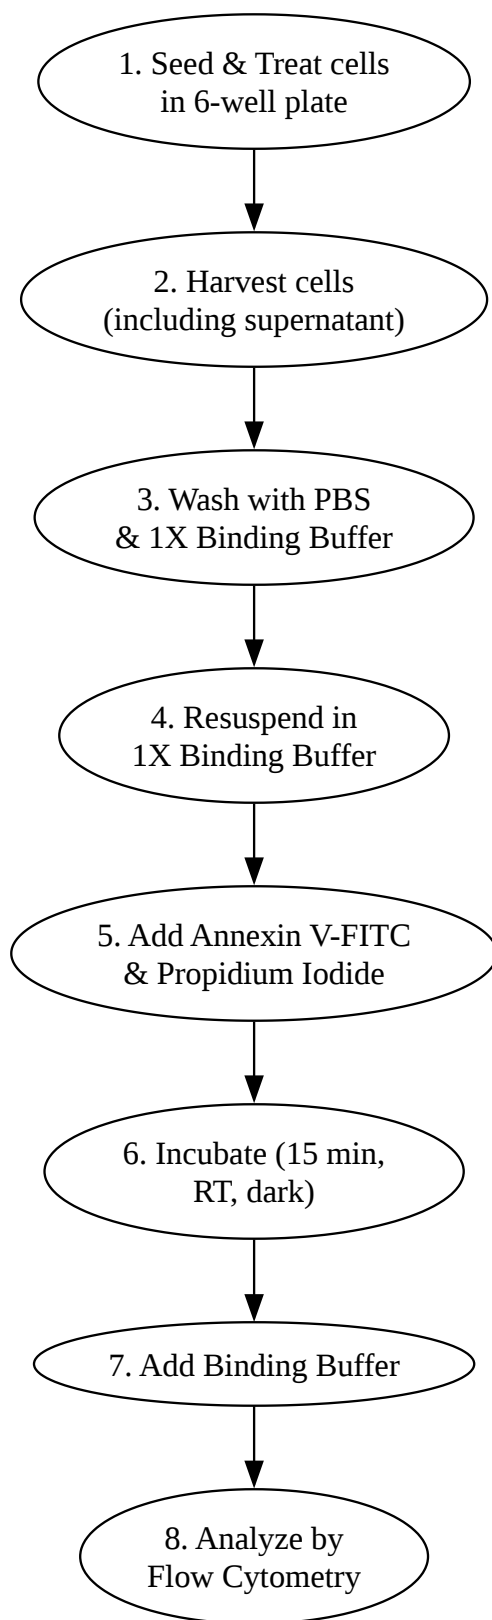 1. Seed & Treat cells
in 6-well plate
2. Harvest cells
(including supernatant)
3. Wash with PBS
& 1X Binding Buffer
4. Resuspend in
1X Binding Buffer
5. Add Annexin V-FITC
& Propidium Iodide
6. Incubate (15 min,
RT, dark)
7. Add Binding Buffer
8. Analyze by
Flow Cytometry